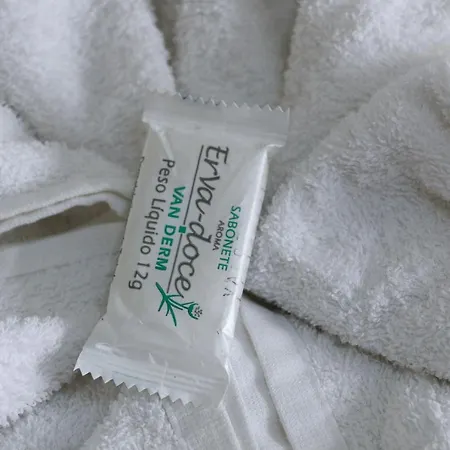 SABONETE
AROMA
Erva-doce
VAN DERM
Peso Líquido 12g